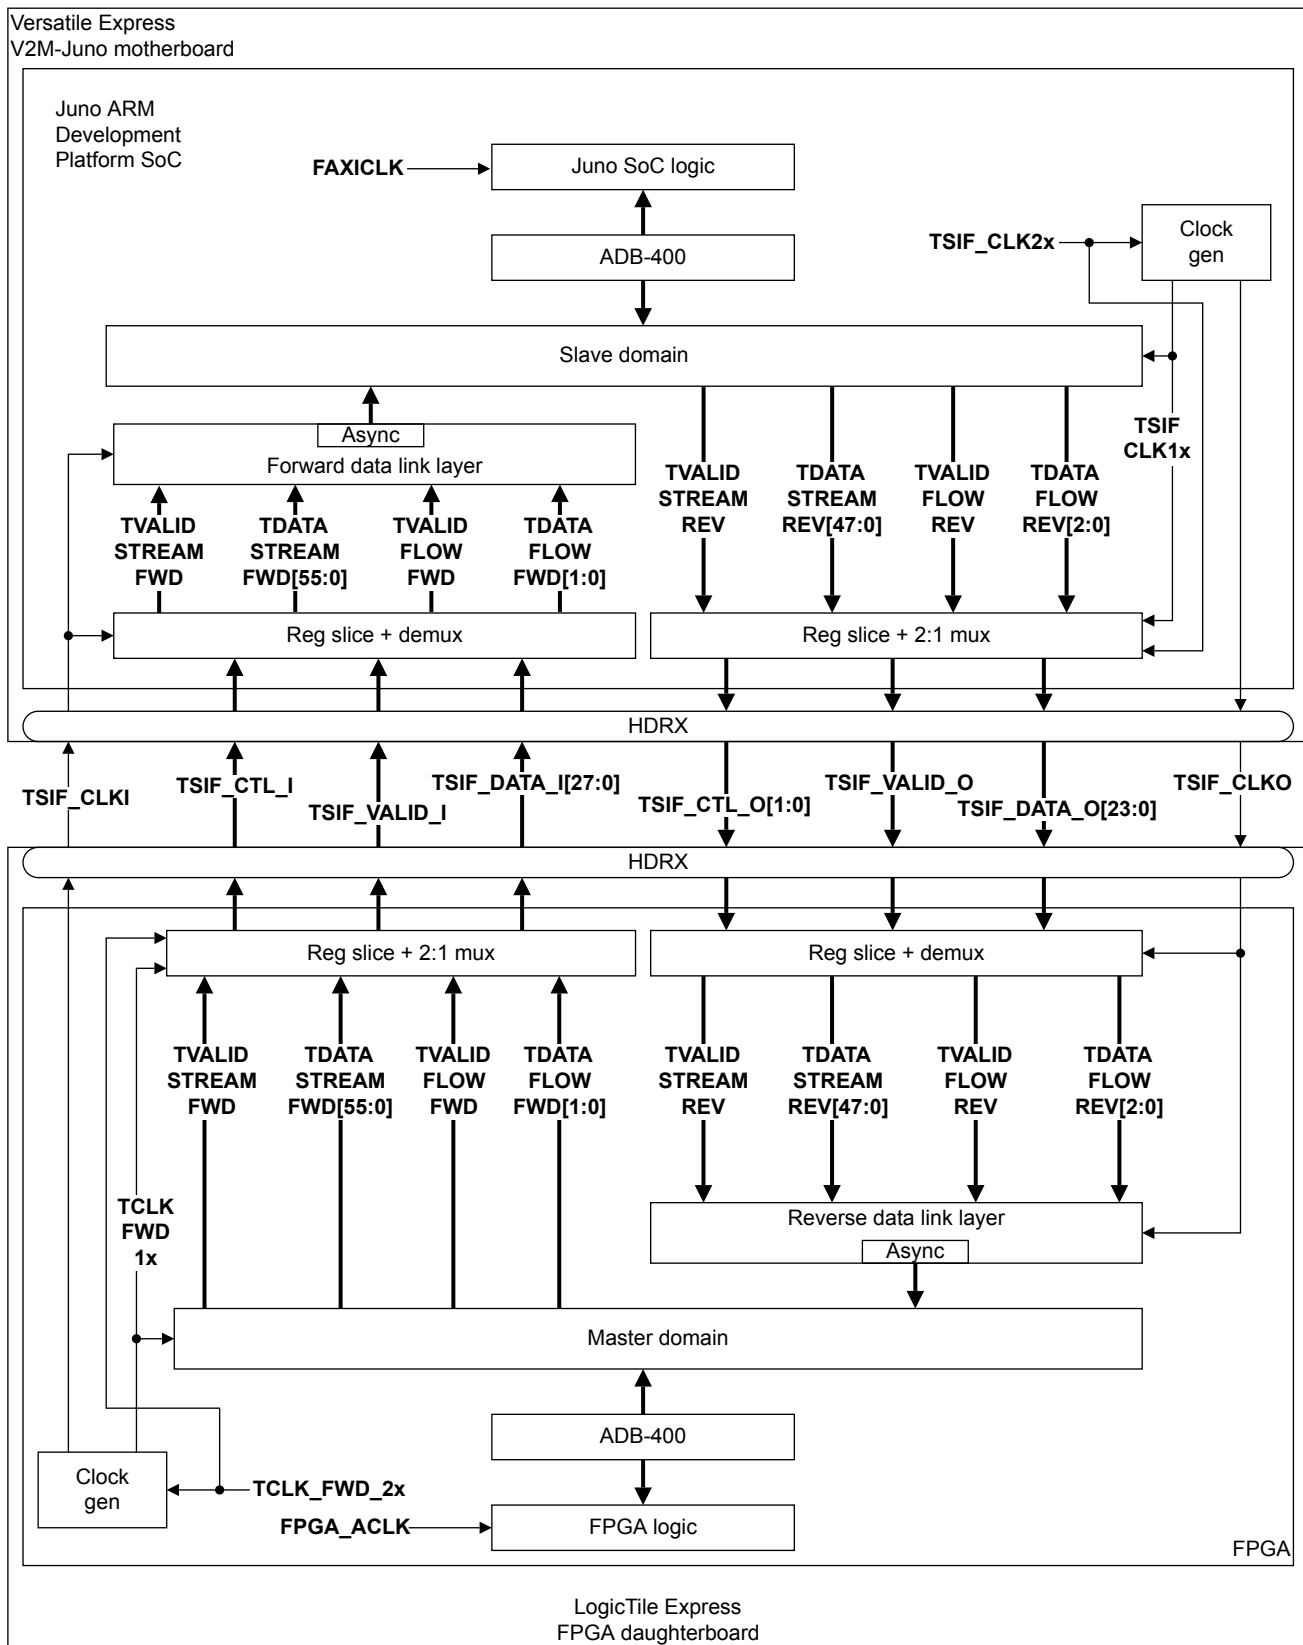 Versatile Express
V2M-Juno motherboard
Juno ARM
Development
Platform SoC
FAXICLK
Juno SoC logic
TSIF_CLK2x
Clock
gen
ADB-400
Slave domain
Async
Forward data link layer
TSIF
CLK1x
TVALID
STREAM
FWD
TDATA
STREAM
FWD[55:0]
TVALID
FLOW
FWD
TDATA
FLOW
FWD[1:0]
TVALID
STREAM
REV
TDATA
STREAM
REV[47:0]
TVALID
FLOW
REV
TDATA
FLOW
REV[2:0]
Reg slice + demux
Reg slice + 2:1 mux
HDRX
TSIF_CLKI
TSIF_CTL_I
TSIF_VALID_I
TSIF_DATA_I[27:0]
TSIF_CTL_O[1:0]
TSIF_VALID_O
TSIF_DATA_O[23:0]
TSIF_CLKO
HDRX
Reg slice + 2:1 mux
Reg slice + demux
TVALID
STREAM
FWD
TDATA
STREAM
FWD[55:0]
TVALID
FLOW
FWD
TDATA
FLOW
FWD[1:0]
TVALID
STREAM
REV
TDATA
STREAM
REV[47:0]
TVALID
FLOW
REV
TDATA
FLOW
REV[2:0]
TCLK
FWD
1x
Reverse data link layer
Async
Master domain
ADB-400
Clock
gen
TCLK_FWD_2x
FPGA_ACLK
FPGA logic
FPGA
LogicTile Express
FPGA daughterboard